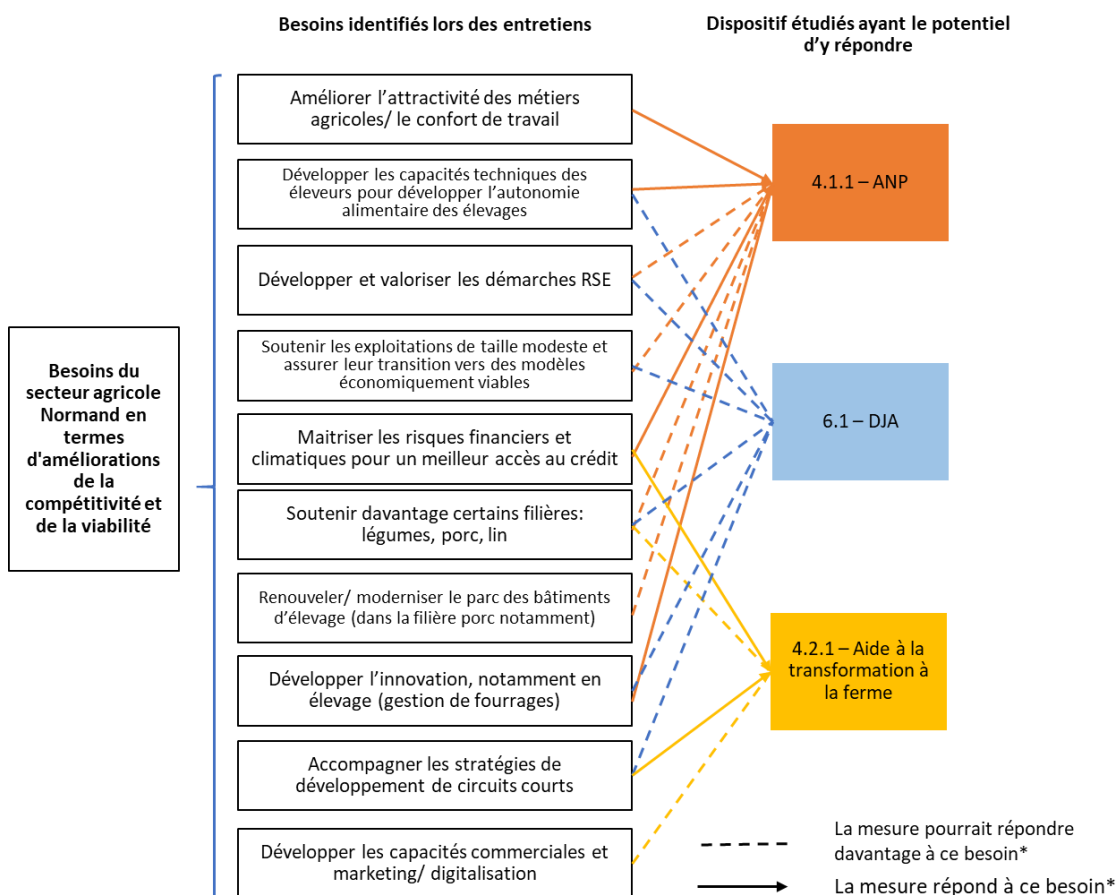 Besoins identifiés lors des entretiens
Dispositif étudiés ayant le potentiel
d'y répondre
Besoins du
secteur agricole
Normand en
termes
d'améliorations
de la
compétitivité et
de la viabilité
Améliorer l'attractivité des métiers
agricoles/ le confort de travail
Développer les capacités techniques des
éleveurs pour développer l'autonomie
alimentaire des élevages
Développer et valoriser les démarches RSE
Soutenir les exploitations de taille modeste et
assurer leur transition vers des modèles
économiquement viables
Maitriser les risques financiers et
climatiques pour un meilleur accès au crédit
Soutenir davantage certains filières:
légumes, porc, lin
Renouveler/ moderniser le parc des bâtiments
d'élevage (dans la filière porc notamment)
Développer l'innovation, notamment en
élevage (gestion de fourrages)
Accompagner les stratégies de
développement de circuits courts
Développer les capacités commerciales et
marketing/ digitalisation
4.1.1 – ANP
6.1 – DJA
4.2.1 – Aide à la
transformation à
la ferme
La mesure pourrait répondre
davantage à ce besoin*
La mesure répond à ce besoin*